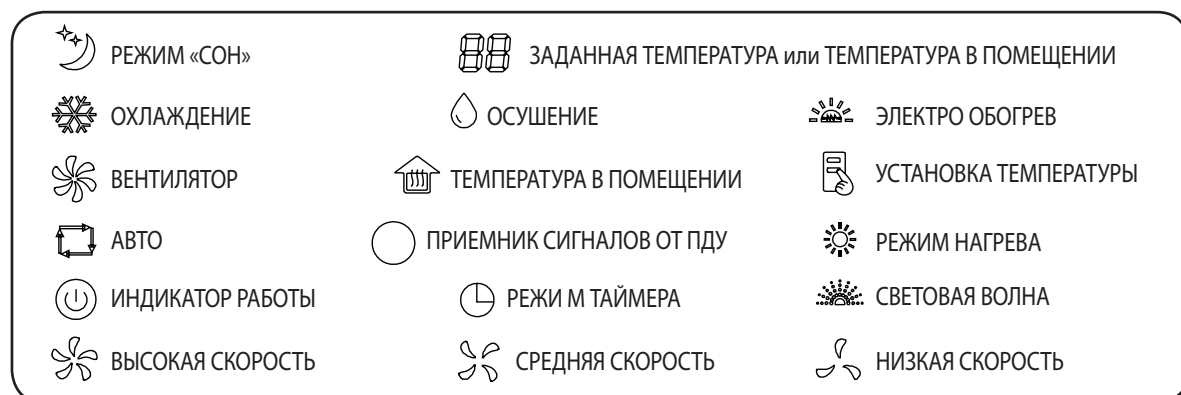 РЕЖИМ «СОН»
88 ЗАДАННАЯ ТЕМПЕРАТУРА или ТЕМПЕРАТУРА В ПОМЕЩЕНИИ
ОХЛАЖДЕНИЕ
ОСУШЕНИЕ
ЭЛЕКТРО ОБОГРЕВ
ВЕНТИЛЯТОР
ТЕМПЕРАТУРА В ПОМЕЩЕНИИ
УСТАНОВКА ТЕМПЕРАТУРЫ
АВТО
ПРИЕМНИК СИГНАЛОВ ОТ ПДУ
РЕЖИМ НАГРЕВА
ИНДИКАТОР РАБОТЫ
РЕЖИ М ТАЙМЕРА
СВЕТОВАЯ ВОЛНА
ВЫСОКАЯ СКОРОСТЬ
СРЕДНЯЯ СКОРОСТЬ
НИЗКАЯ СКОРОСТЬ